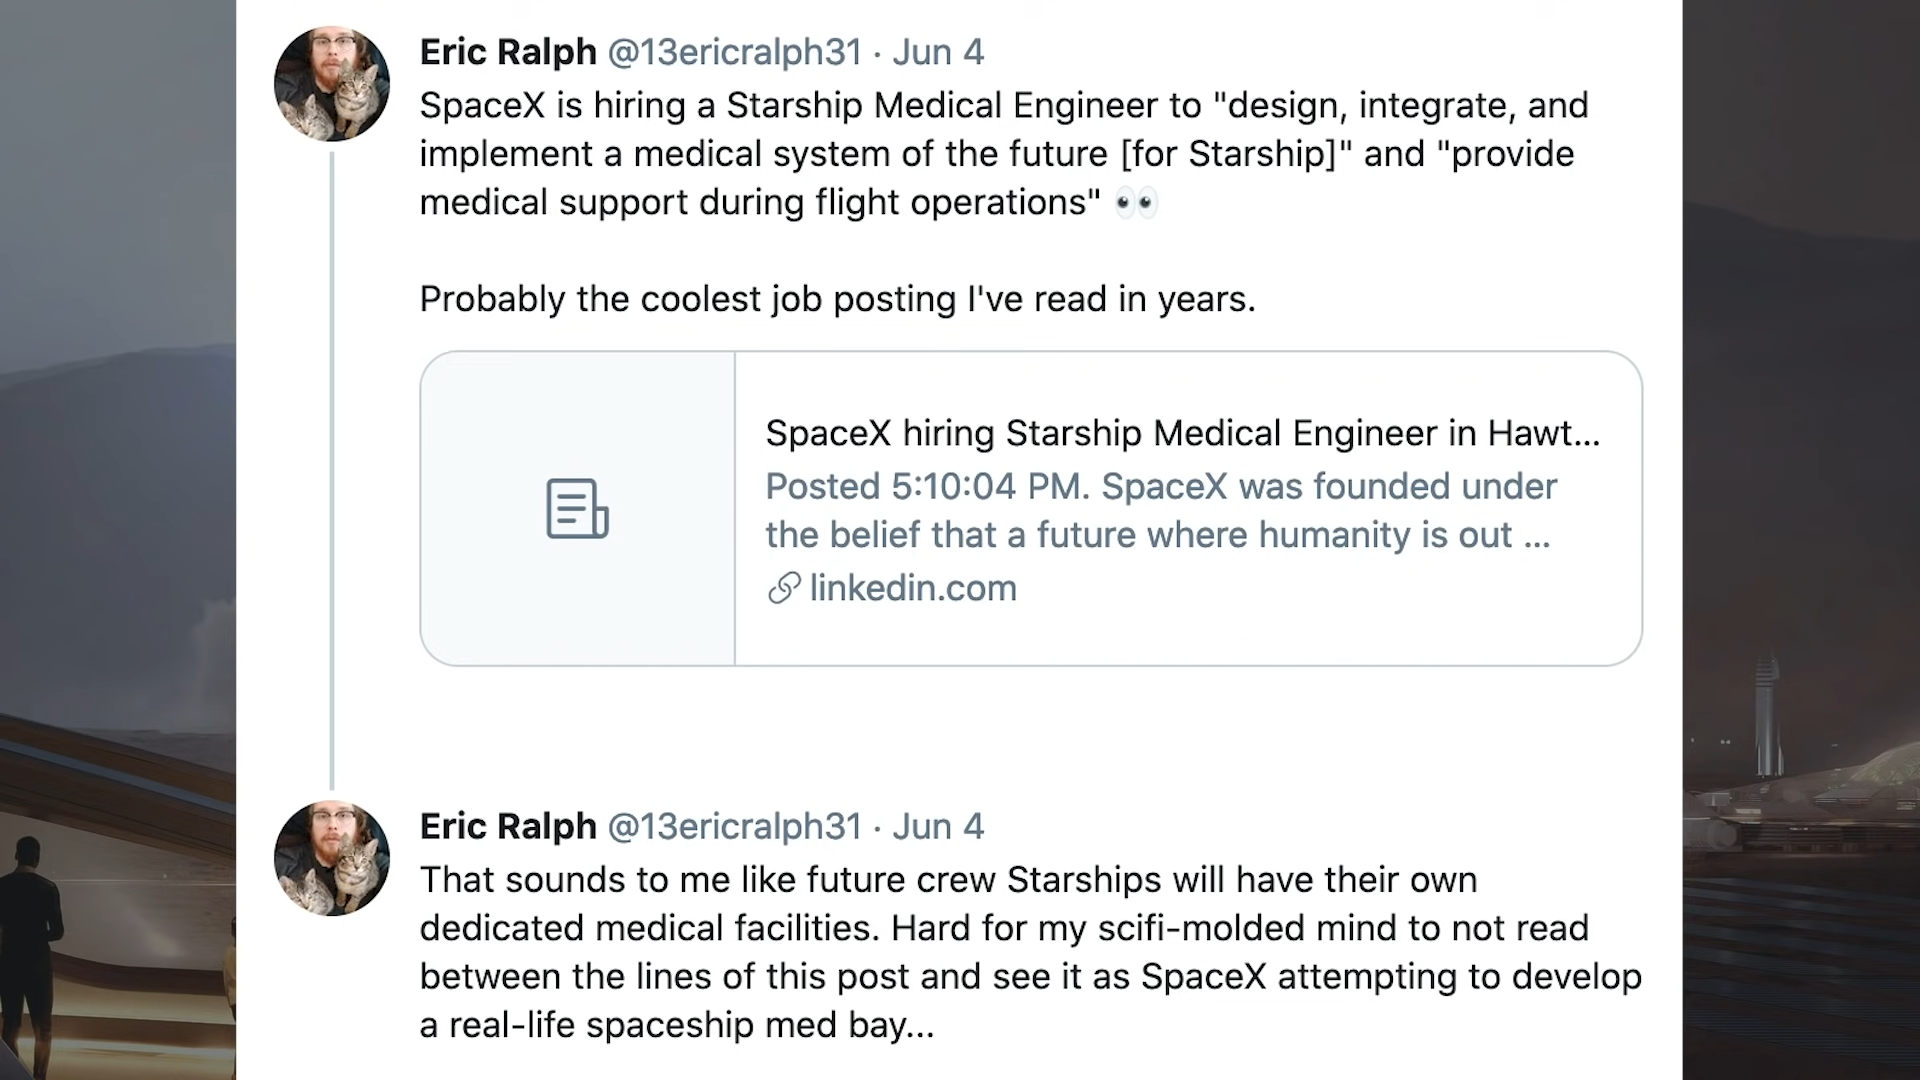 Eric Ralph @13ericralph31 · Jun 4
SpaceX is hiring a Starship Medical Engineer to "design, integrate, and
implement a medical system of the future [for Starship]" and "provide
medical support during flight operations" 👀
Probably the coolest job posting I've read in years.
SpaceX hiring Starship Medical Engineer in Hawt...
Posted 5:10:04 PM. SpaceX was founded under
the belief that a future where humanity is out ...
linkedin.com
Eric Ralph @13ericralph31 · Jun 4
That sounds to me like future crew Starships will have their own
dedicated medical facilities. Hard for my scifi-molded mind to not read
between the lines of this post and see it as SpaceX attempting to develop
a real-life spaceship med bay...